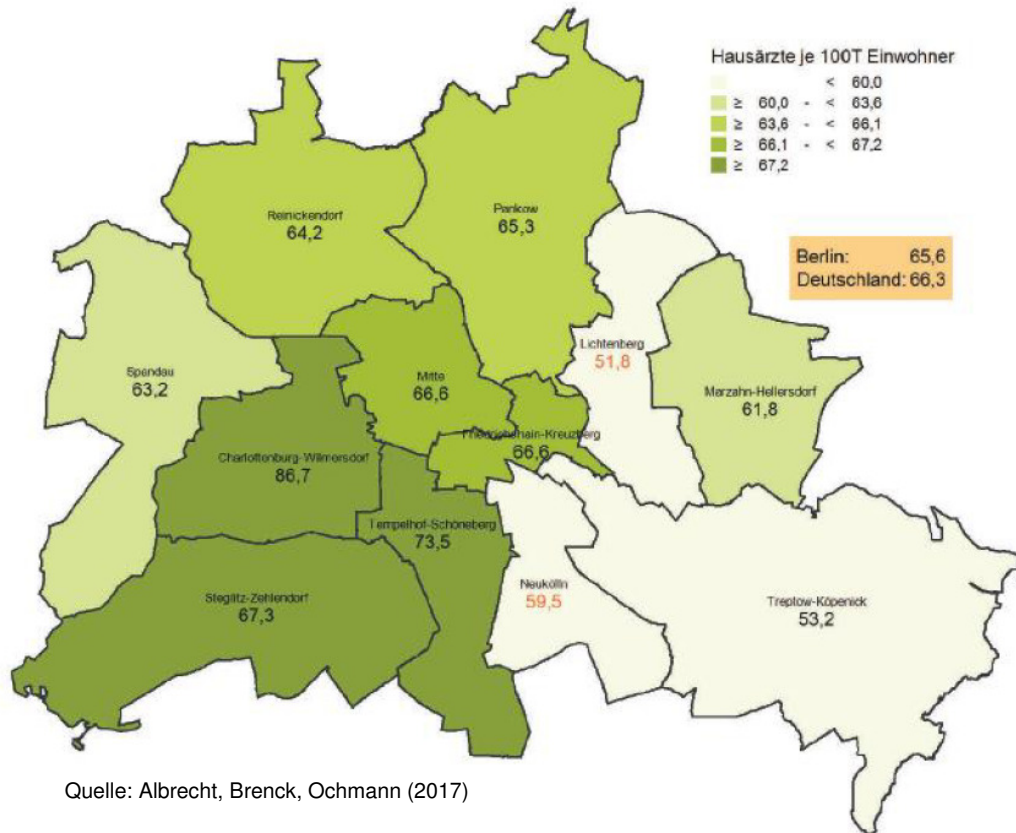 Hausärzte je 100T Einwohner
< 60,0
≥ 60,0 - < 63,6
≥ 63,6 - < 66,1
≥ 66,1 - < 67,2
≥ 67,2
Reinickendorf
64,2
Pankow
65,3
Berlin: 65,6
Deutschland: 66,3
Lichtenberg
51,8
Spandau
63,2
Mitte
66,6
Marzahn-Hellersdorf
61,8
Friedrichshain-Kreuzberg
66,6
Charlottenburg-Wilmersdorf
86,7
Tempelhof-Schöneberg
73,5
Neukölln
59,5
Steglitz-Zehlendorf
67,3
Treptow-Köpenick
53,2
Quelle: Albrecht, Brenck, Ochmann (2017)